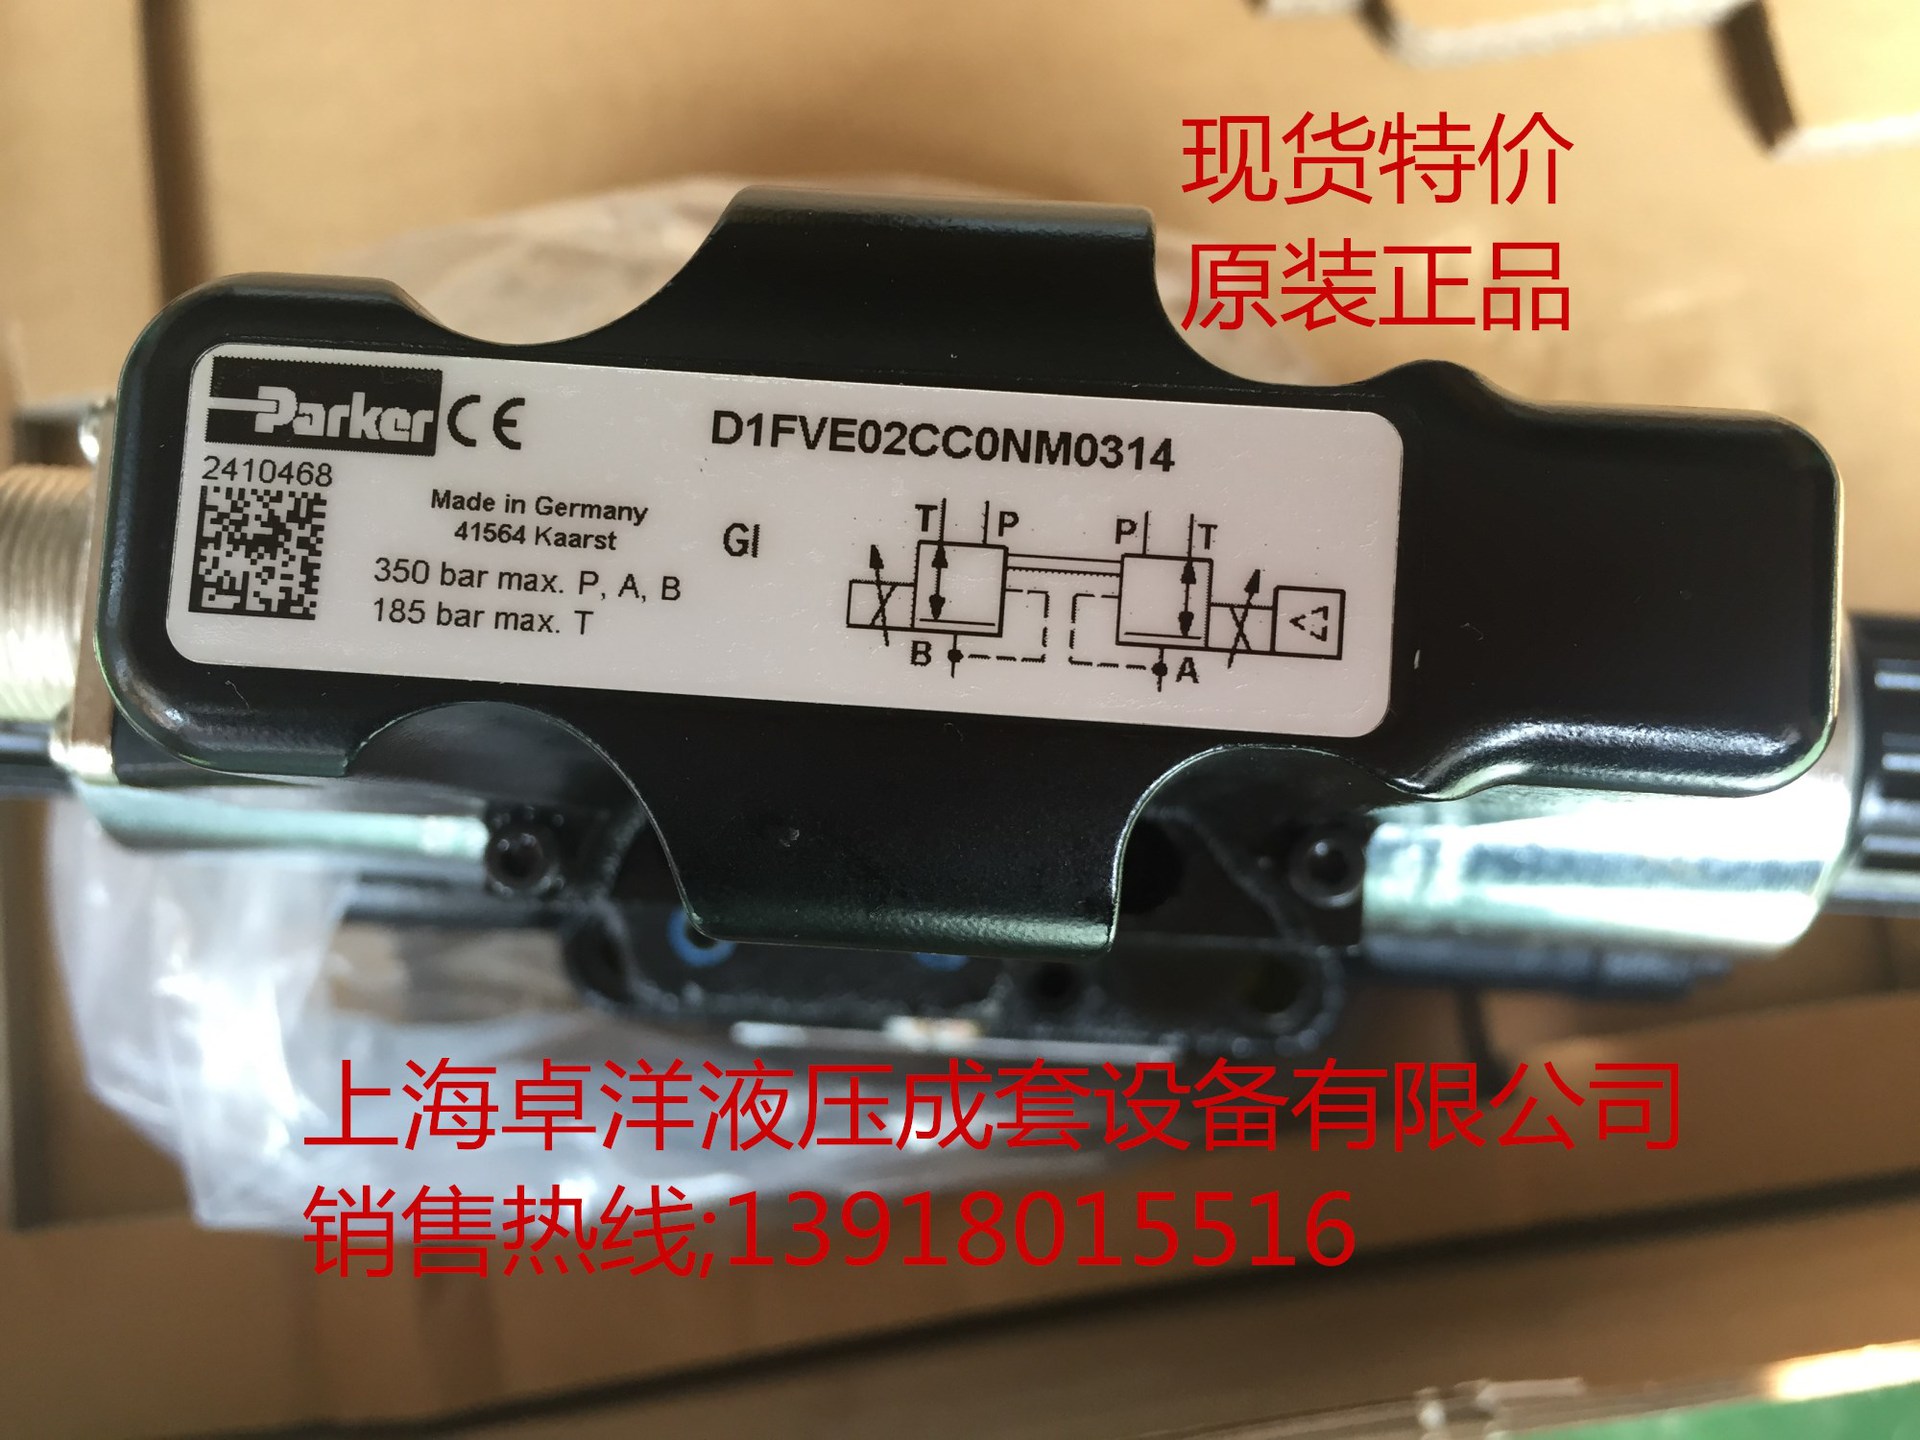 现货特价
原装正品
Parker CE
D1FVE02CC0NM0314
2410468
Made in Germany
41564 Kaarst
GI
350 bar max. P, A, B
185 bar max. T
T P P T
B A
上海卓洋液压成套设备有限公司
销售热线;13918015516